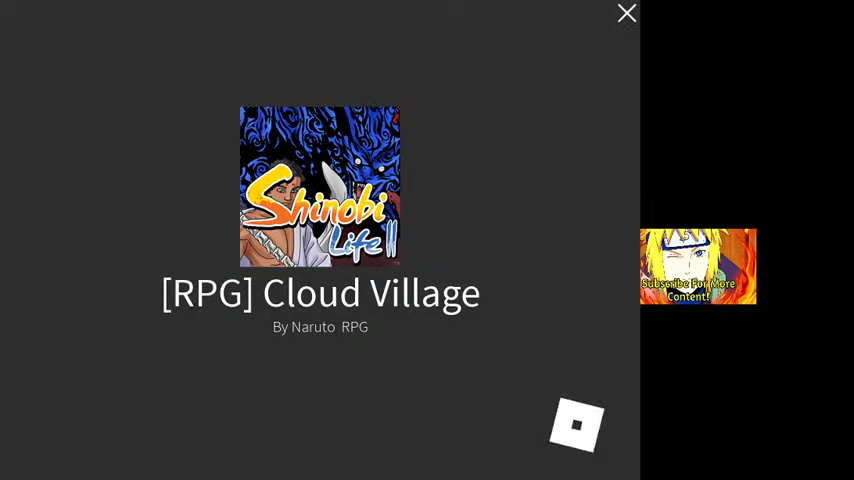 Shinobi
Life II
[RPG] Cloud Village
By Naruto RPG
Subscribe For More
Content!